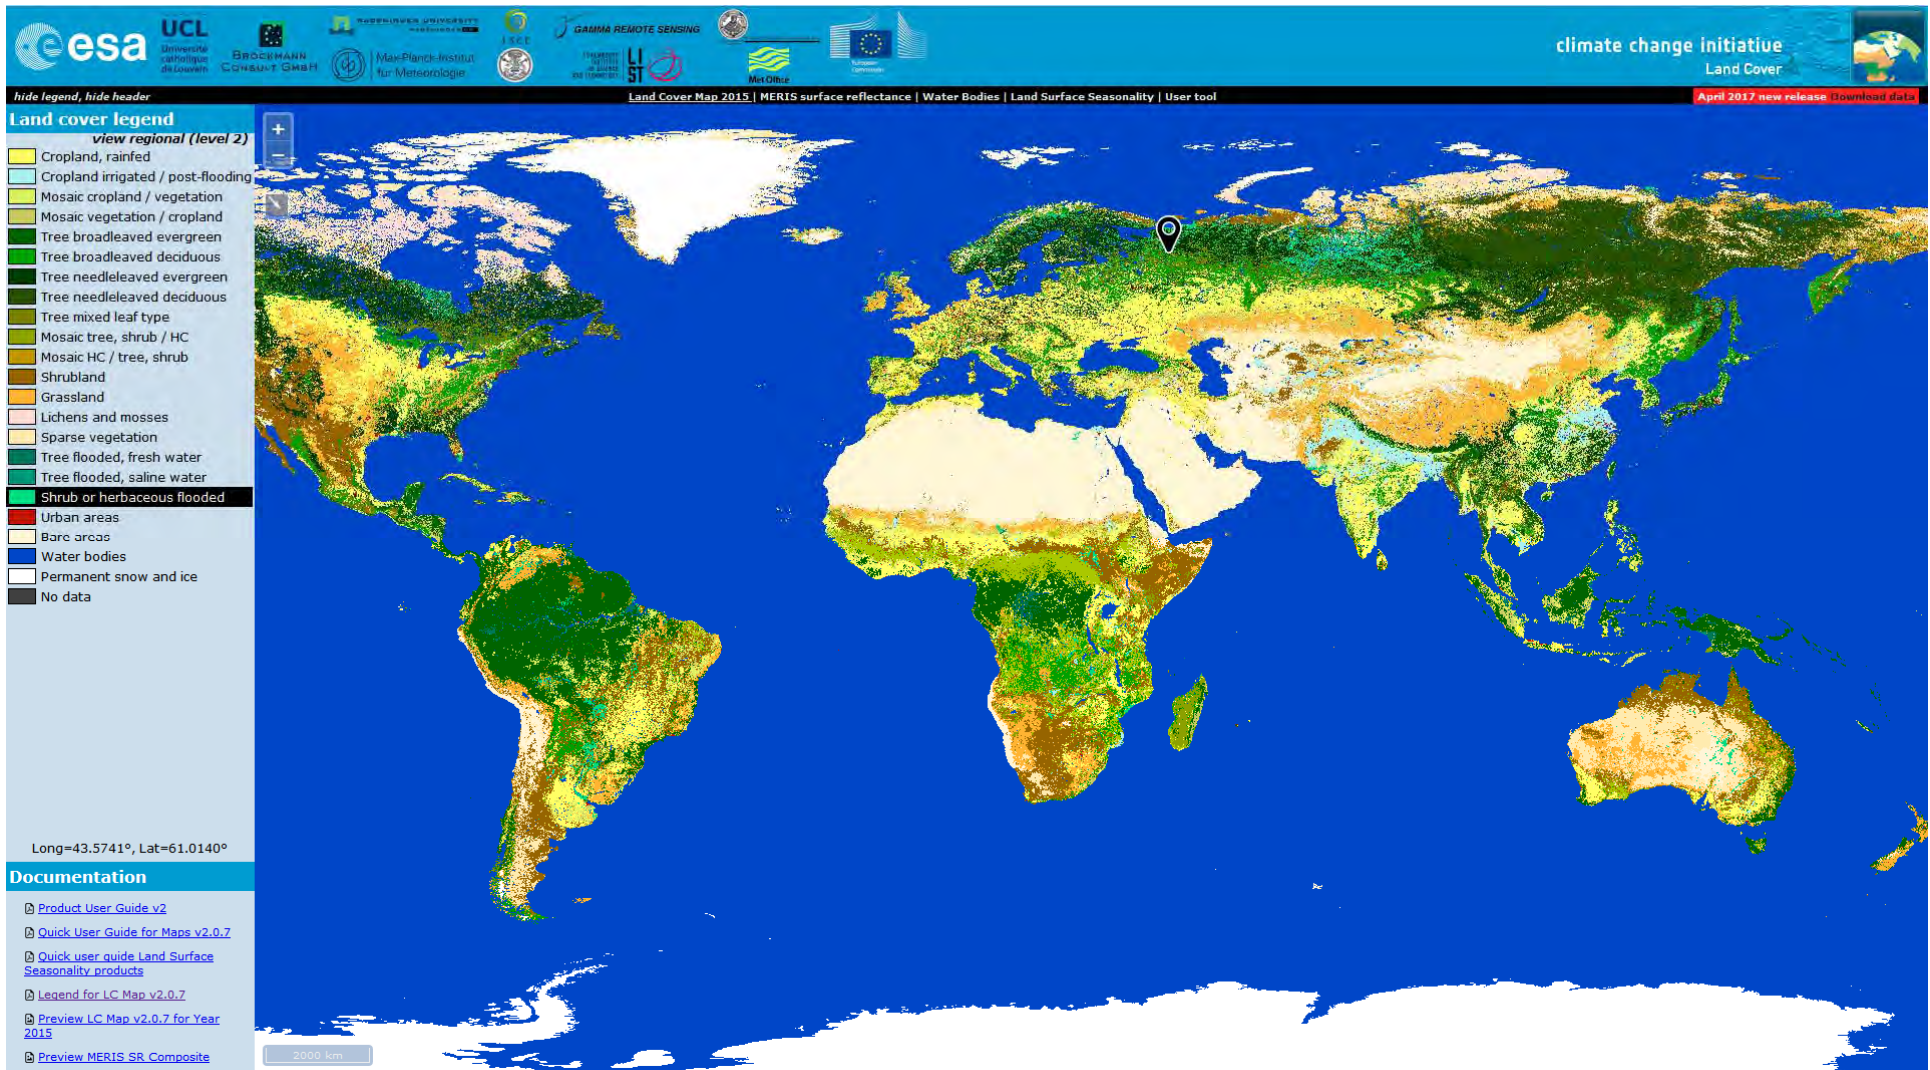 esa
UCL
Université
catholique
de Louvain
BROCKMANN
CONSULT GMBH
WAGENINGEN UNIVERSITY
Max-Planck-Institut
für Meteorologie
GAMMA REMOTE SENSING
LIST
Met Office
European
Commission
climate change initiative
Land Cover
hide legend, hide header
Land Cover Map 2015 | MERIS surface reflectance | Water Bodies | Land Surface Seasonality | User tool
April 2017 new release Download data
Land cover legend
view regional (level 2)
Cropland, rainfed
Cropland irrigated / post-flooding
Mosaic cropland / vegetation
Mosaic vegetation / cropland
Tree broadleaved evergreen
Tree broadleaved deciduous
Tree needleleaved evergreen
Tree needleleaved deciduous
Tree mixed leaf type
Mosaic tree, shrub / HC
Mosaic HC / tree, shrub
Shrubland
Grassland
Lichens and mosses
Sparse vegetation
Tree flooded, fresh water
Tree flooded, saline water
Shrub or herbaceous flooded
Urban areas
Bare areas
Water bodies
Permanent snow and ice
No data
Long=43.5741°, Lat=61.0140°
Documentation
Product User Guide v2
Quick User Guide for Maps v2.0.7
Quick user guide Land Surface
Seasonality products
Legend for LC Map v2.0.7
Preview LC Map v2.0.7 for Year
2015
Preview MERIS SR Composite
+
−
2000 km